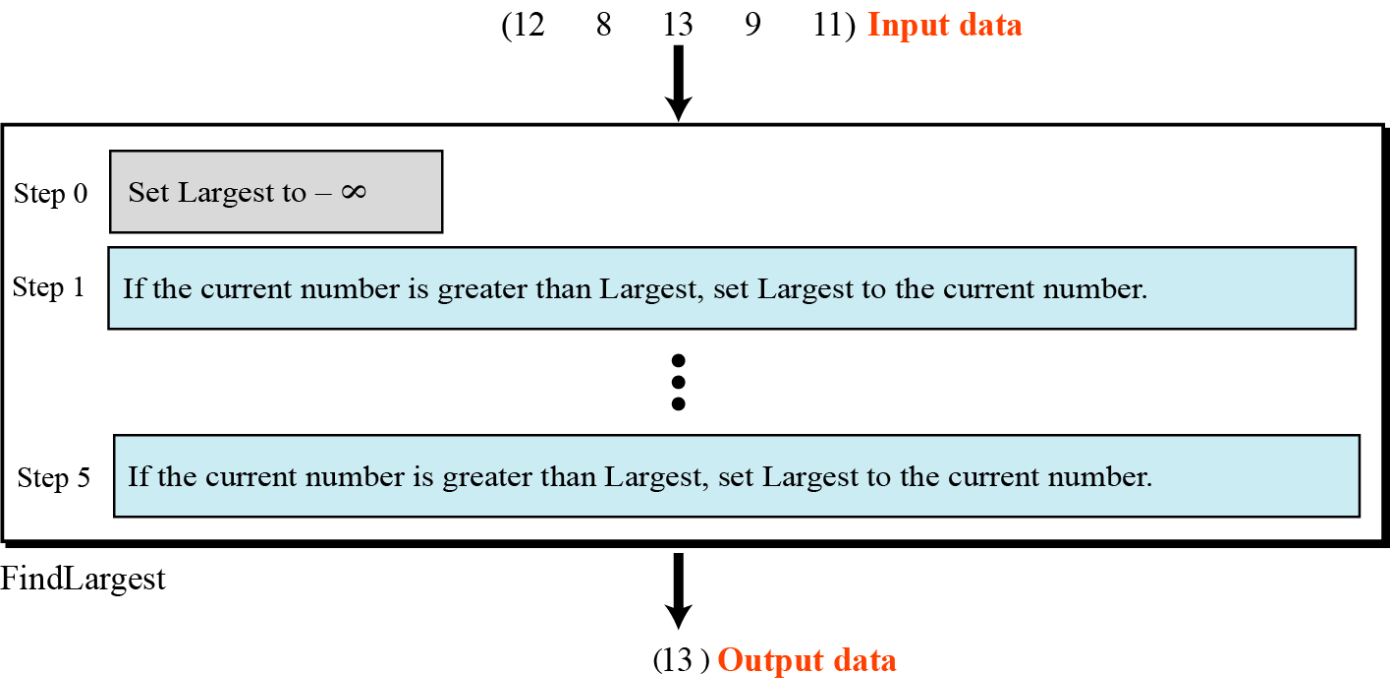 (12 8 13 9 11) Input data
Step 0 Set Largest to – ∞
Step 1 If the current number is greater than Largest, set Largest to the current number.
Step 5 If the current number is greater than Largest, set Largest to the current number.
FindLargest
(13 ) Output data